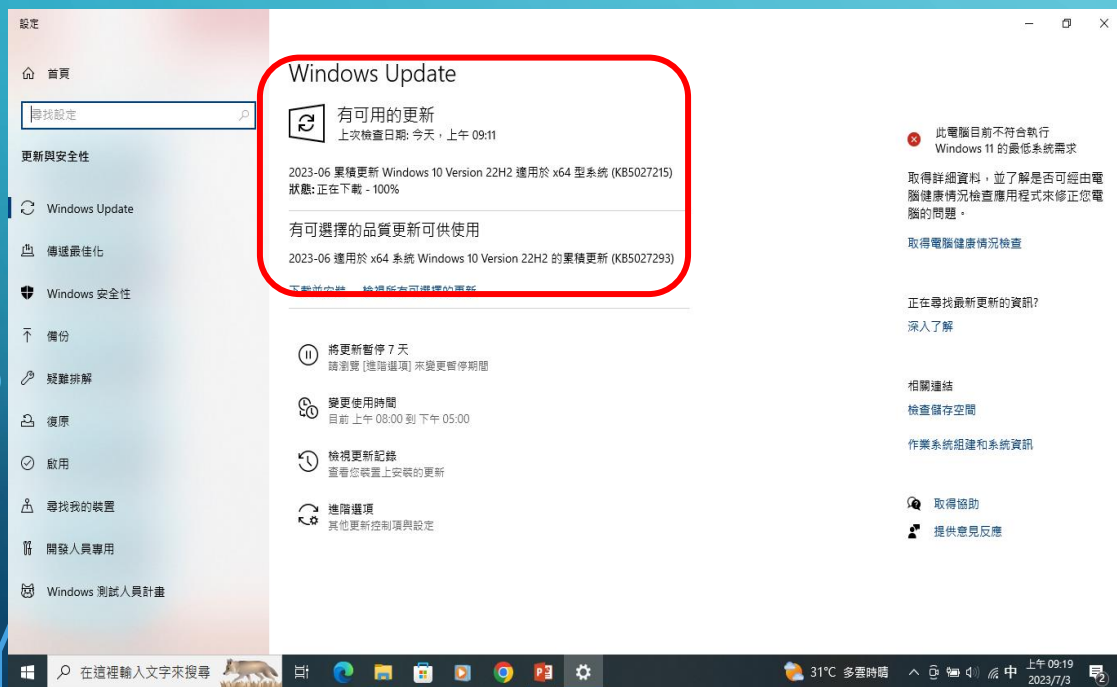 設定
首頁
尋找設定
更新與安全性
Windows Update
傳遞最佳化
Windows 安全性
備份
疑難排解
復原
啟用
尋找我的裝置
開發人員專用
Windows 測試人員計畫
Windows Update
有可用的更新
上次檢查日期: 今天，上午 09:11
2023-06 累積更新 Windows 10 Version 22H2 適用於 x64 型系統 (KB5027215)
狀態: 正在下載 - 100%
有可選擇的品質更新可供使用
2023-06 適用於 x64 系統 Windows 10 Version 22H2 的累積更新 (KB5027293)
下載並安裝 檢視所有可選擇的更新
將更新暫停 7 天
請瀏覽 [進階選項] 來變更暫停期間
變更使用時間
目前 上午 08:00 到 下午 05:00
檢視更新記錄
查看您裝置上安裝的更新
進階選項
其他更新控制項與設定
此電腦目前不符合執行
Windows 11 的最低系統需求
取得詳細資料，並了解是否可經由電
腦健康情況檢查應用程式來修正您電
腦的問題。
取得電腦健康情況檢查
正在尋找最新更新的資訊?
深入了解
相關連結
檢查儲存空間
作業系統組建和系統資訊
取得協助
提供意見反應
在這裡輸入文字來搜尋
31°C 多雲時晴
中
上午 09:19
2023/7/3
2